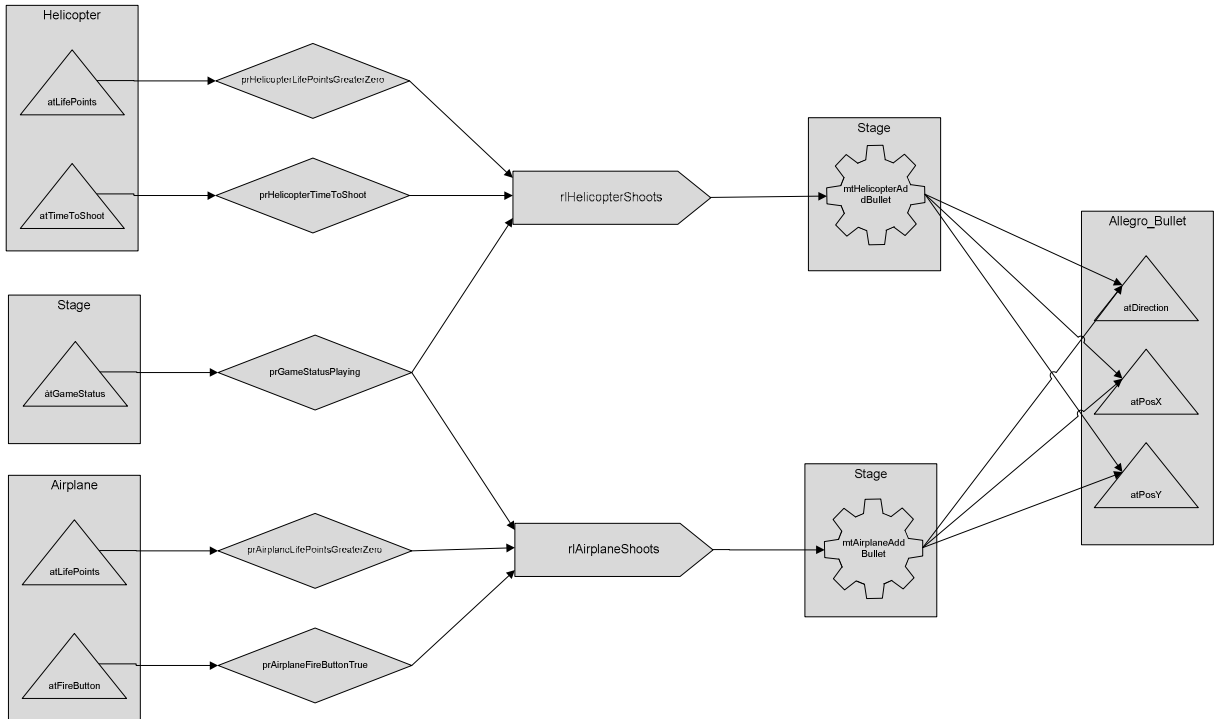 Helicopter
atLifePoints
prHelicopterLifePointsGreaterZero
atTimeToShoot
prHelicopterTimeToShoot
rlHelicopterShoots
Stage
mtHelicopterAd
dBullet
Allegro_Bullet
atDirection
atPosX
atPosY
Stage
atGameStatus
prGameStatusPlaying
Airplane
atLifePoints
prAirplaneLifePointsGreaterZero
atFireButton
prAirplaneFireButtonTrue
rlAirplaneShoots
Stage
mtAirplaneAdd
Bullet